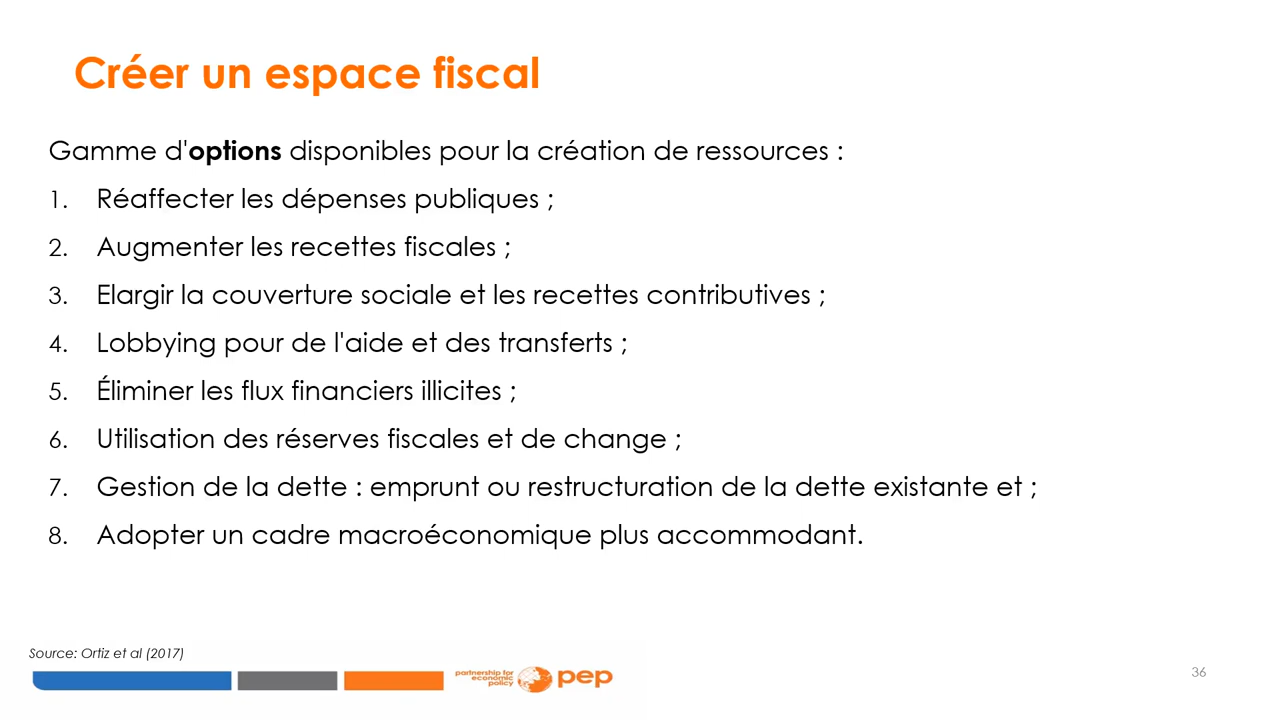 Créer un espace fiscal
Gamme d'options disponibles pour la création de ressources :
1. Réaffecter les dépenses publiques ;
2. Augmenter les recettes fiscales ;
3. Elargir la couverture sociale et les recettes contributives ;
4. Lobbying pour de l'aide et des transferts ;
5. Éliminer les flux financiers illicites ;
6. Utilisation des réserves fiscales et de change ;
7. Gestion de la dette : emprunt ou restructuration de la dette existante et ;
8. Adopter un cadre macroéconomique plus accommodant.
Source: Ortiz et al (2017)
partnership for
economic
policy
pep
36